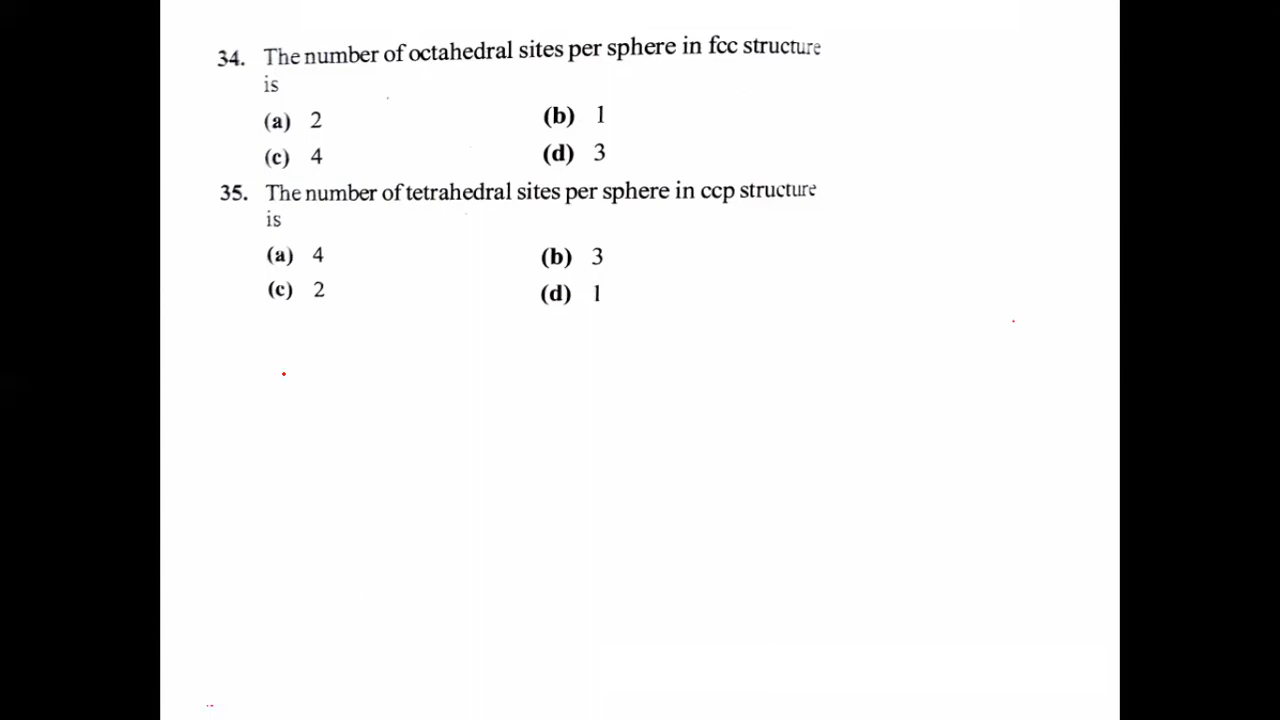 34. The number of octahedral sites per sphere in fcc structure
is
(a) 2 (b) 1
(c) 4 (d) 3
35. The number of tetrahedral sites per sphere in ccp structure
is
(a) 4 (b) 3
(c) 2 (d) 1